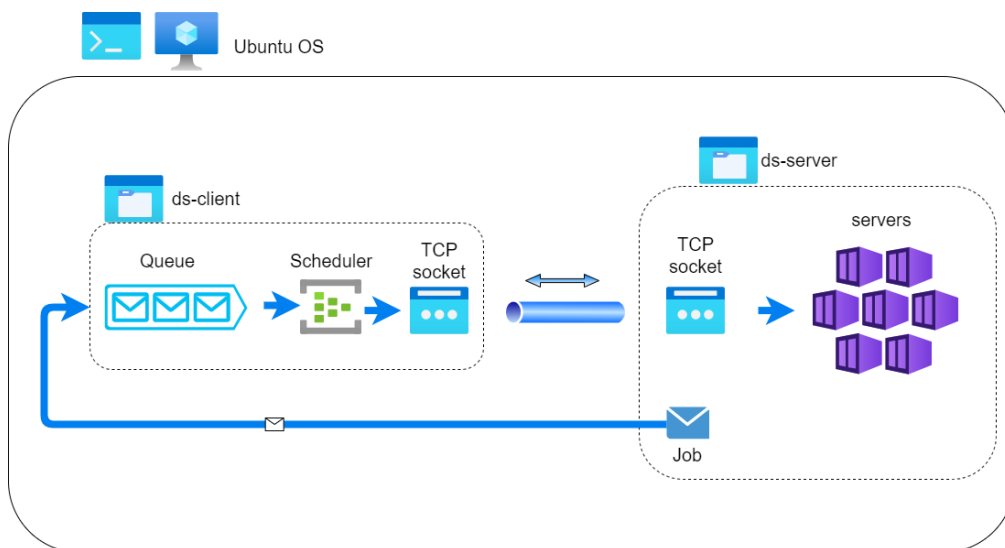 Ubuntu OS
ds-server
ds-client
servers
Queue
Scheduler
TCP
socket
TCP
socket
Job